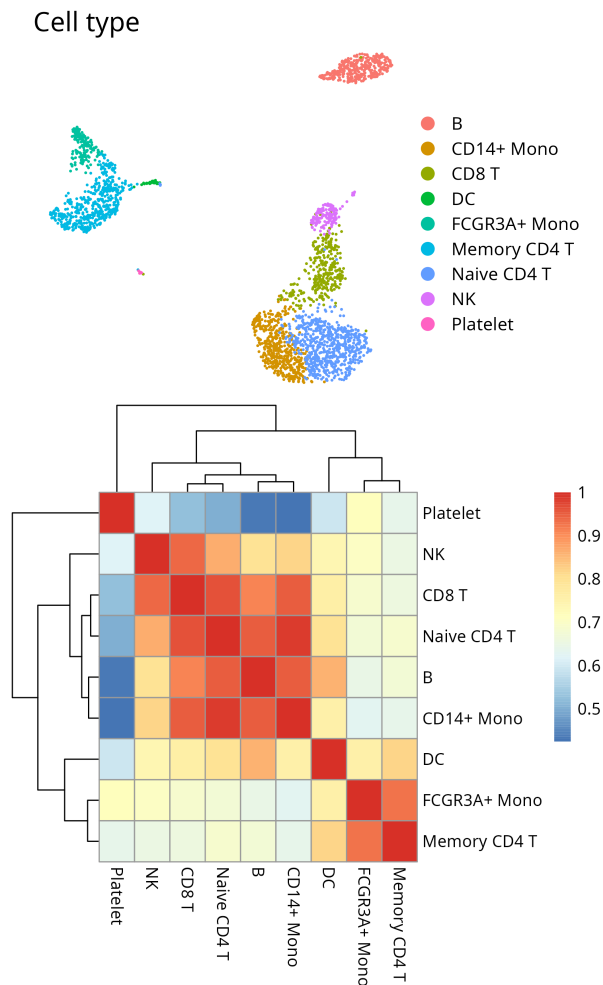 Cell type
B
CD14+ Mono
CD8 T
DC
FCGR3A+ Mono
Memory CD4 T
Naive CD4 T
NK
Platelet
1
0.9
0.8
0.7
0.6
0.5
Platelet
NK
CD8 T
Naive CD4 T
B
CD14+ Mono
DC
FCGR3A+ Mono
Memory CD4 T
Platelet
NK
CD8 T
Naive CD4 T
B
CD14+ Mono
DC
FCGR3A+ Mono
Memory CD4 T